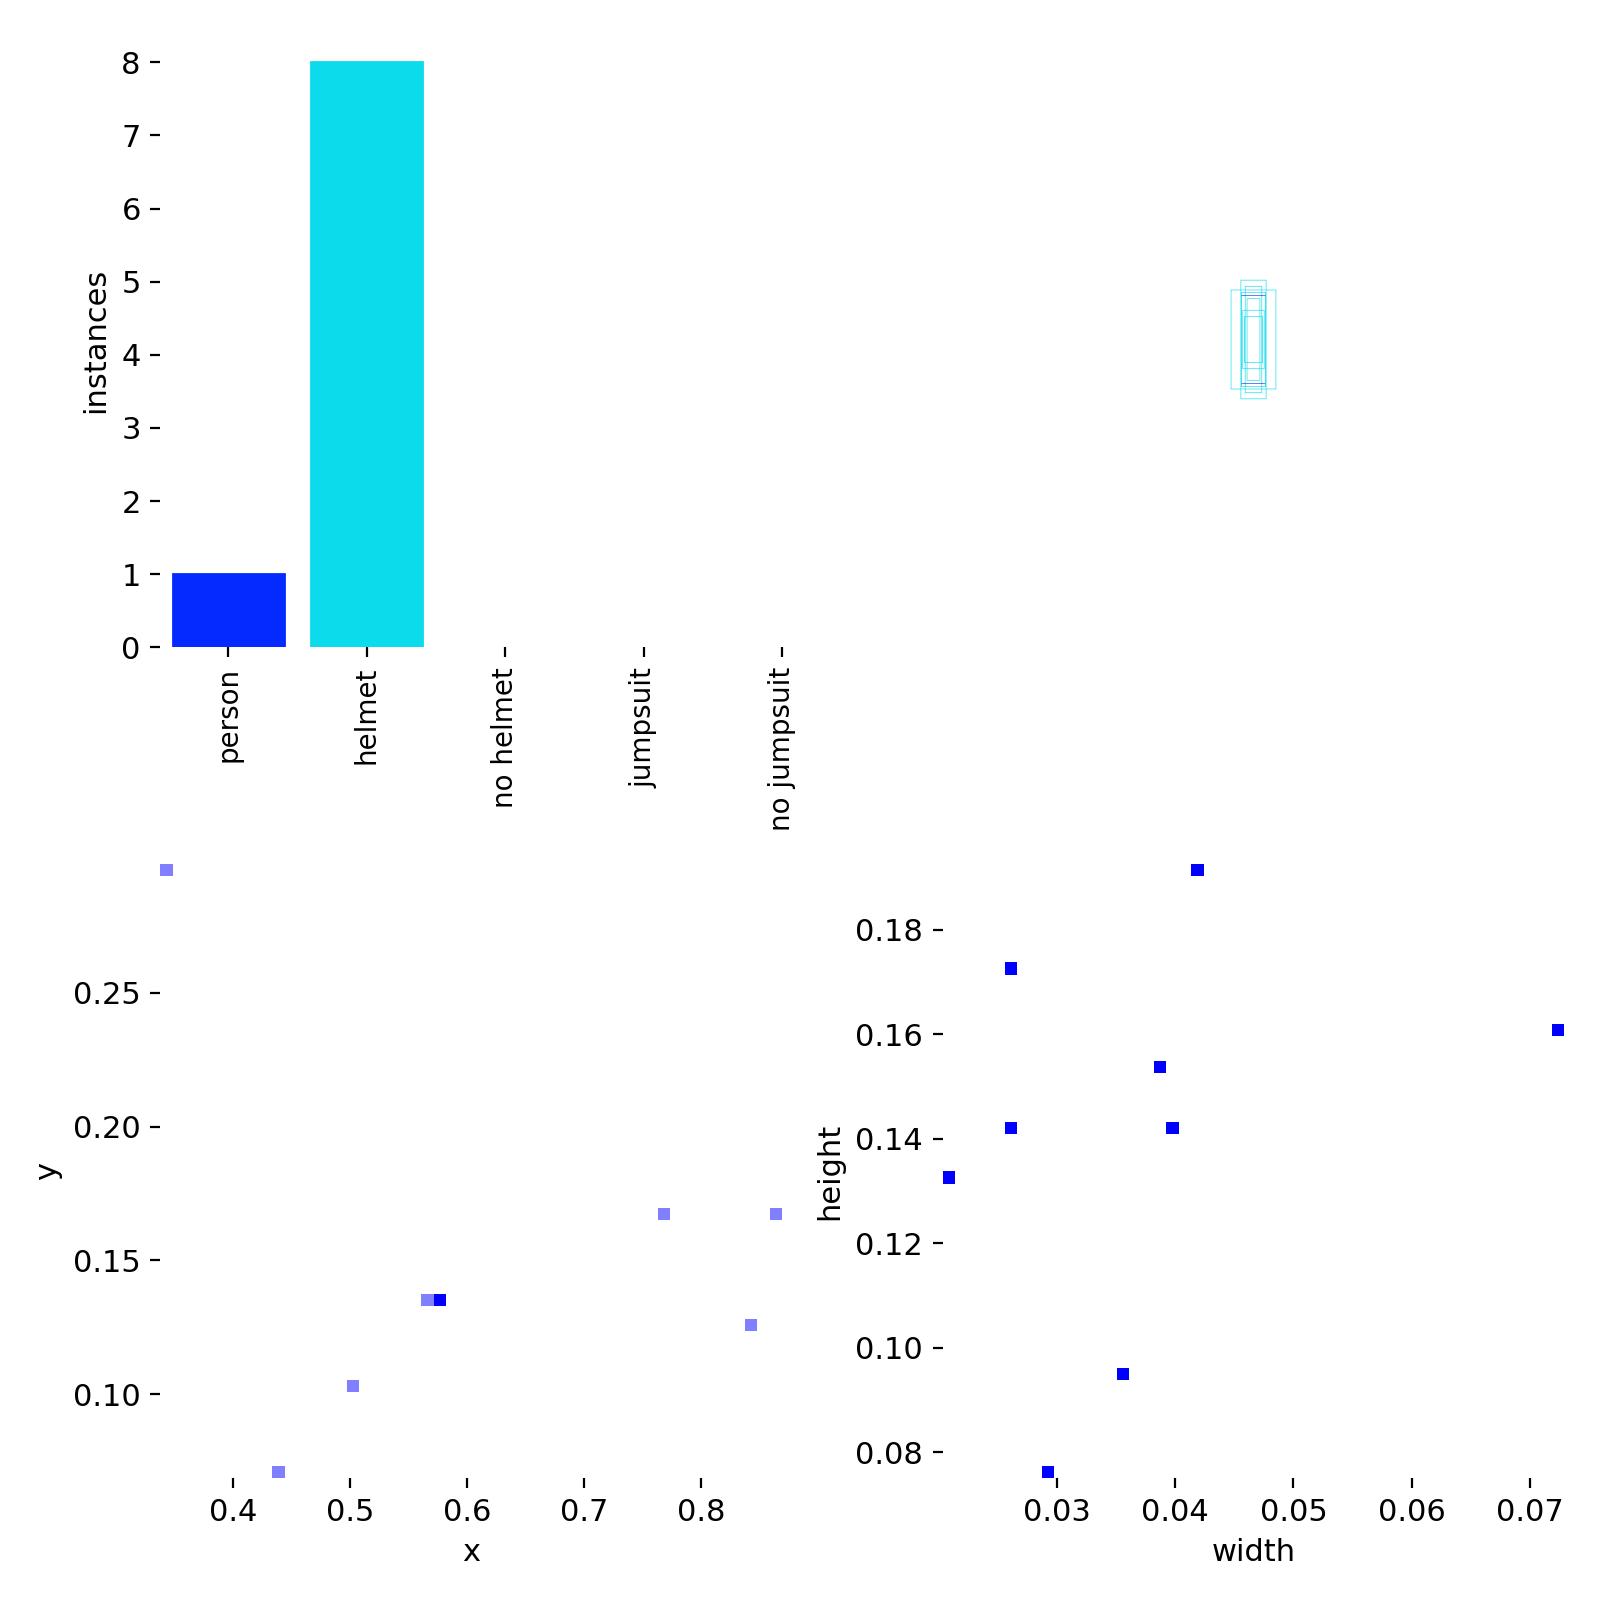 8
7
6
5
4
3
2
1
0
instances
person
helmet
no helmet
jumpsuit
no jumpsuit
0.25
0.20
0.15
0.10
y
0.4 0.5 0.6 0.7 0.8
x
0.18
0.16
0.14
0.12
0.10
0.08
height
0.03 0.04 0.05 0.06 0.07
width